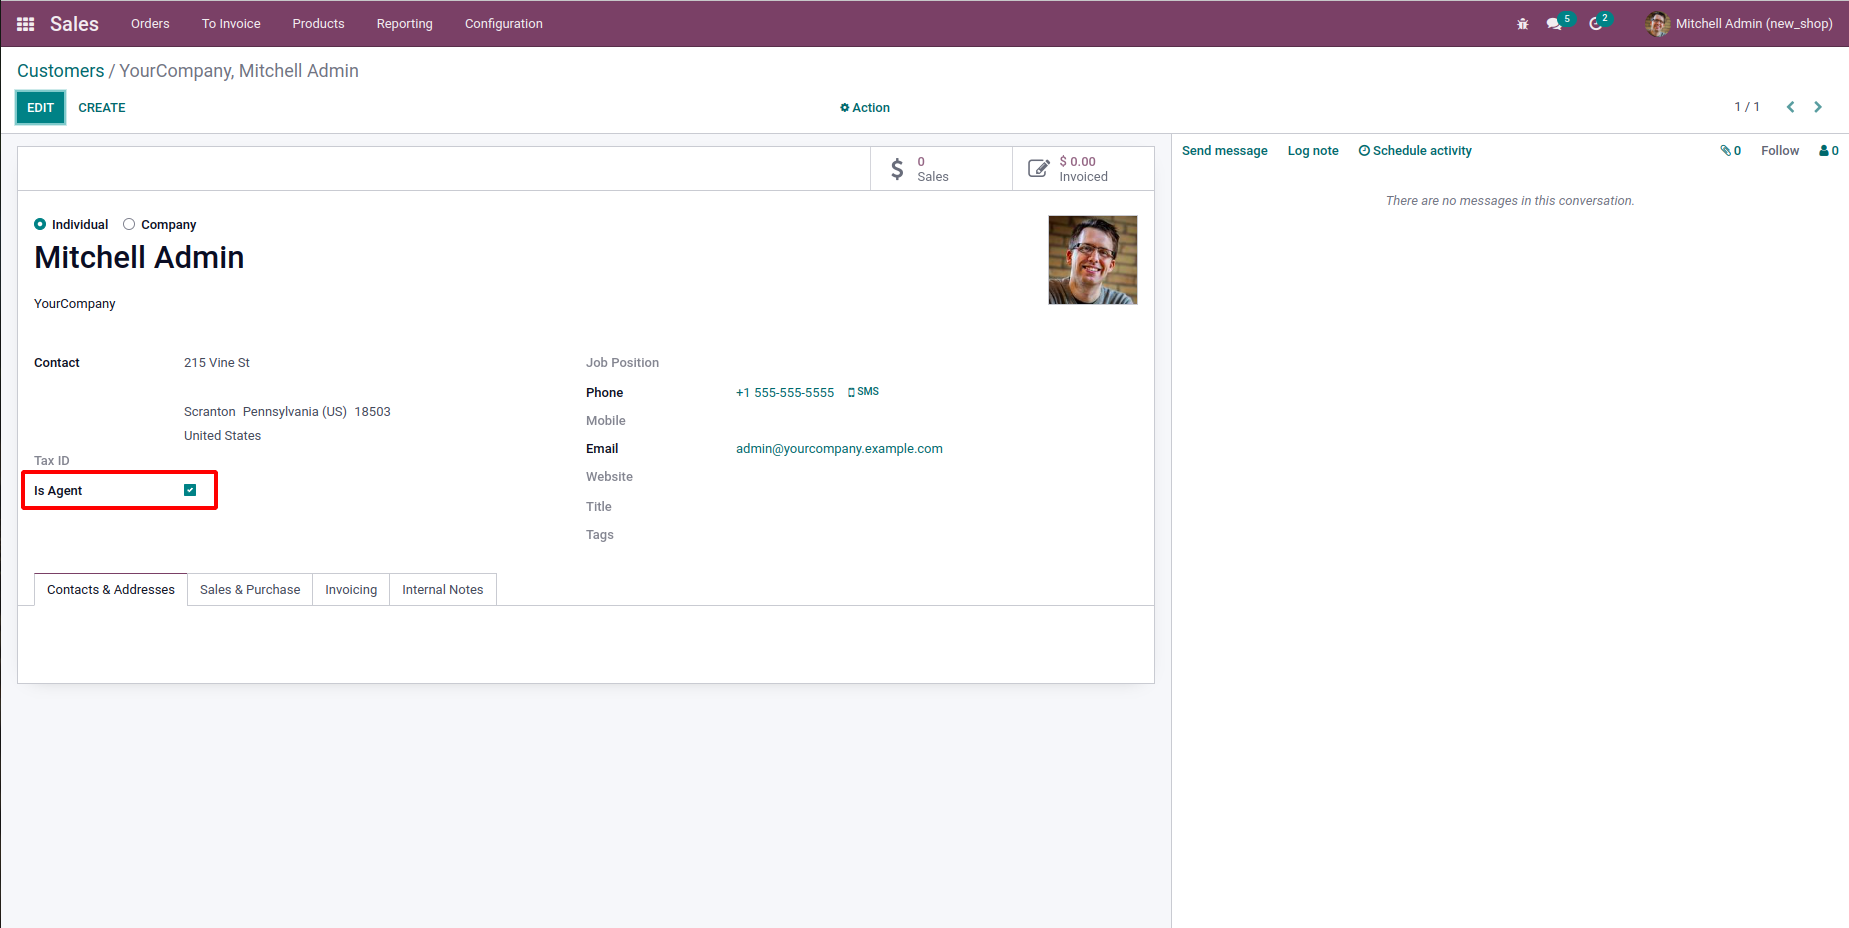 Sales Orders To Invoice Products Reporting Configuration 5 2 Mitchell Admin (new_shop)
Customers / YourCompany, Mitchell Admin
EDIT CREATE Action 1 / 1
Send message Log note Schedule activity 0 Follow 0
0
Sales
$ 0.00
Invoiced
There are no messages in this conversation.
Individual Company
Mitchell Admin
YourCompany
Contact 215 Vine St
Scranton Pennsylvania (US) 18503
United States
Tax ID
Is Agent
Job Position
Phone +1 555-555-5555 SMS
Mobile
Email admin@yourcompany.example.com
Website
Title
Tags
Contacts & Addresses Sales & Purchase Invoicing Internal Notes